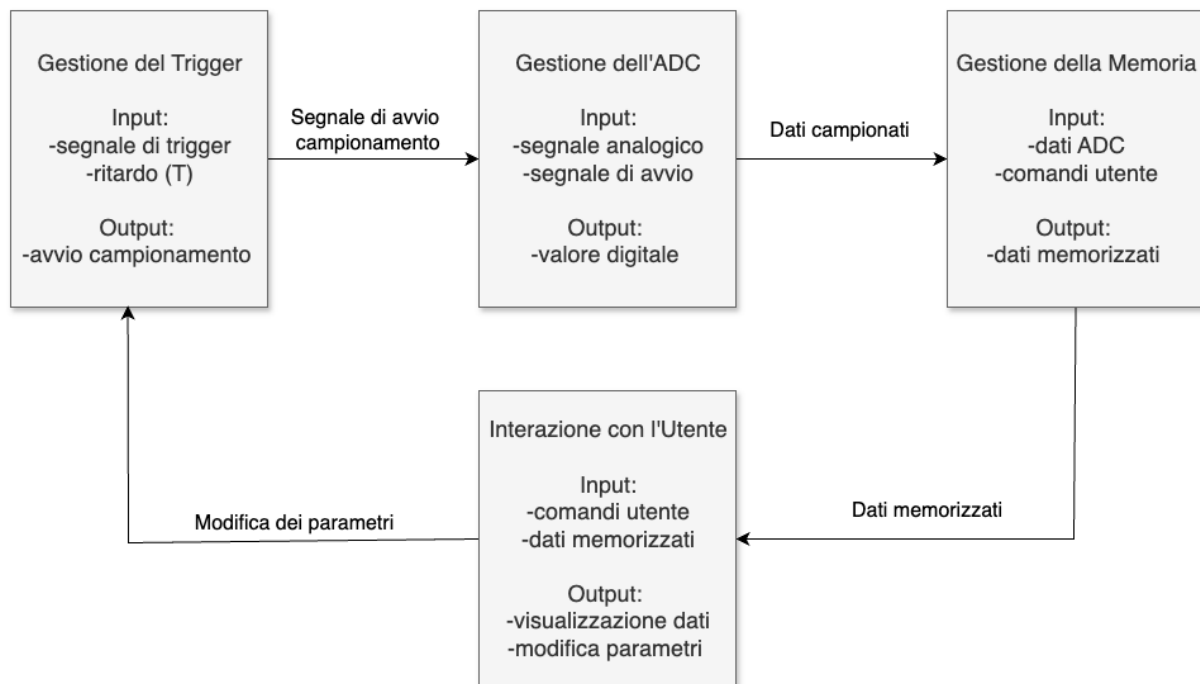 Gestione del Trigger
Input:
-segnale di trigger
-ritardo (T)
Output:
-avvio campionamento
Segnale di avvio
campionamento
Gestione dell'ADC
Input:
-segnale analogico
-segnale di avvio
Output:
-valore digitale
Dati campionati
Gestione della Memoria
Input:
-dati ADC
-comandi utente
Output:
-dati memorizzati
Dati memorizzati
Interazione con l'Utente
Input:
-comandi utente
-dati memorizzati
Output:
-visualizzazione dati
-modifica parametri
Modifica dei parametri